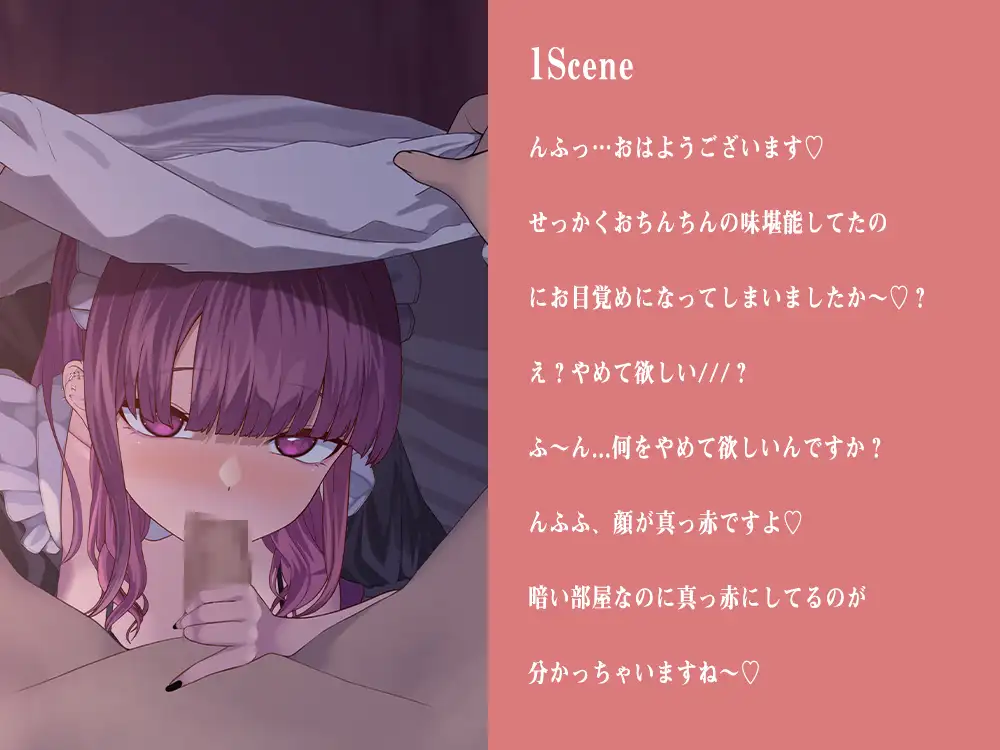 1Scene
んふっ…おはようございます♡
せっかくおちんちんの味堪能してたの
にお目覚めになってしまいましたか～♡？
え？やめて欲しい///？
ふ～ん...何をやめて欲しいんですか？
んふふ、顔が真っ赤ですよ♡
暗い部屋なのに真っ赤にしてるのが
分かっちゃいますね～♡